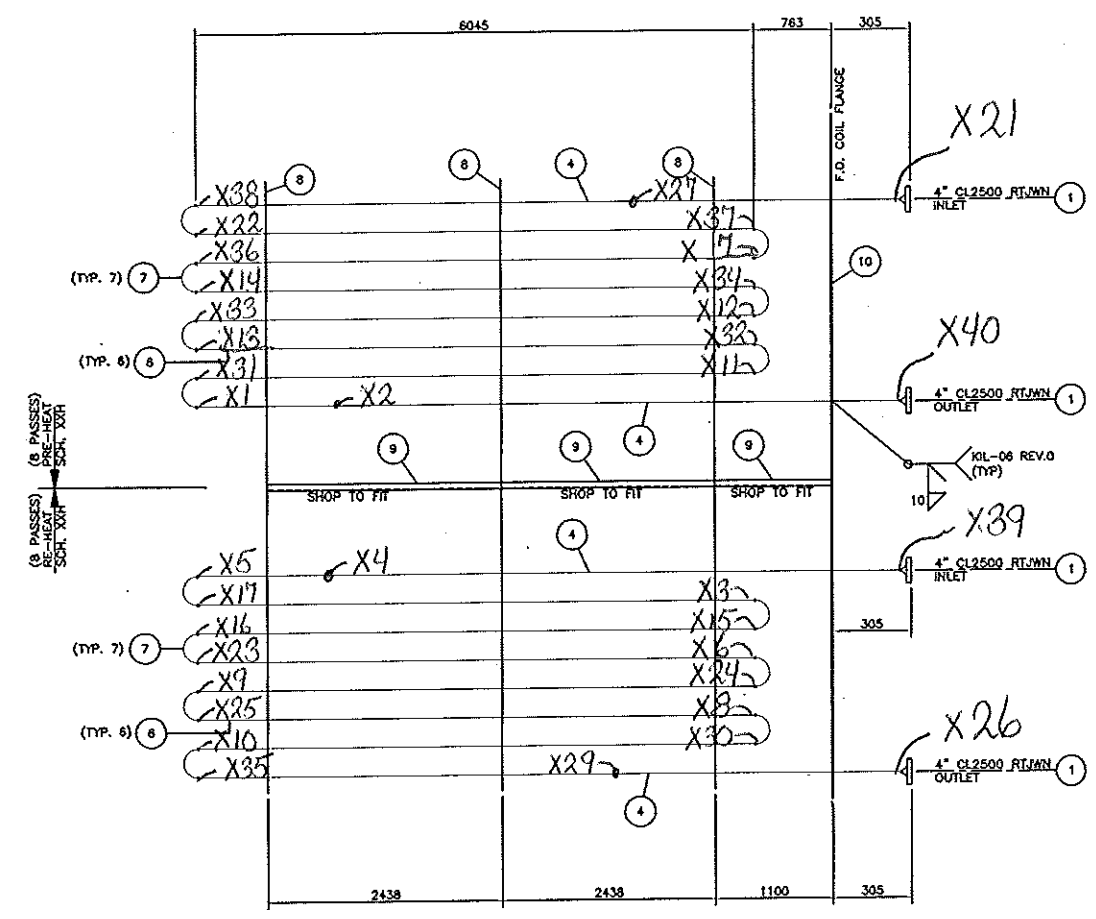 6045 763 305
F.D. COIL FLANGE
X21
4" CL2500 RTJWN 1
INLET
8 8 4 8
X38 X27
X22 X37
X36 X7
10
(TYP. 7) 7 X14 X34
X33 X12
X13 X32
(TYP. 6) 6 X31 X11
X1 X2
X40
4" CL2500 RTJWN 1
OUTLET
4
(8 PASSES)
PRE-HEAT
SCH. XXH
(8 PASSES)
RE-HEAT
SCH. XXH
9 9 9
SHOP TO FIT SHOP TO FIT SHOP TO FIT
KIL-06 REV.0
(TYP)
10
X39
4" CL2500 RTJWN 1
INLET
4
X5 X4
X17 X3
X16 X15
305
(TYP. 7) 7 X23 X6
X9 X24
X25 X8
(TYP. 6) 6 X10 X30
X35 X29
X26
4" CL2500 RTJWN 1
OUTLET
4
2438 2438 1100 305